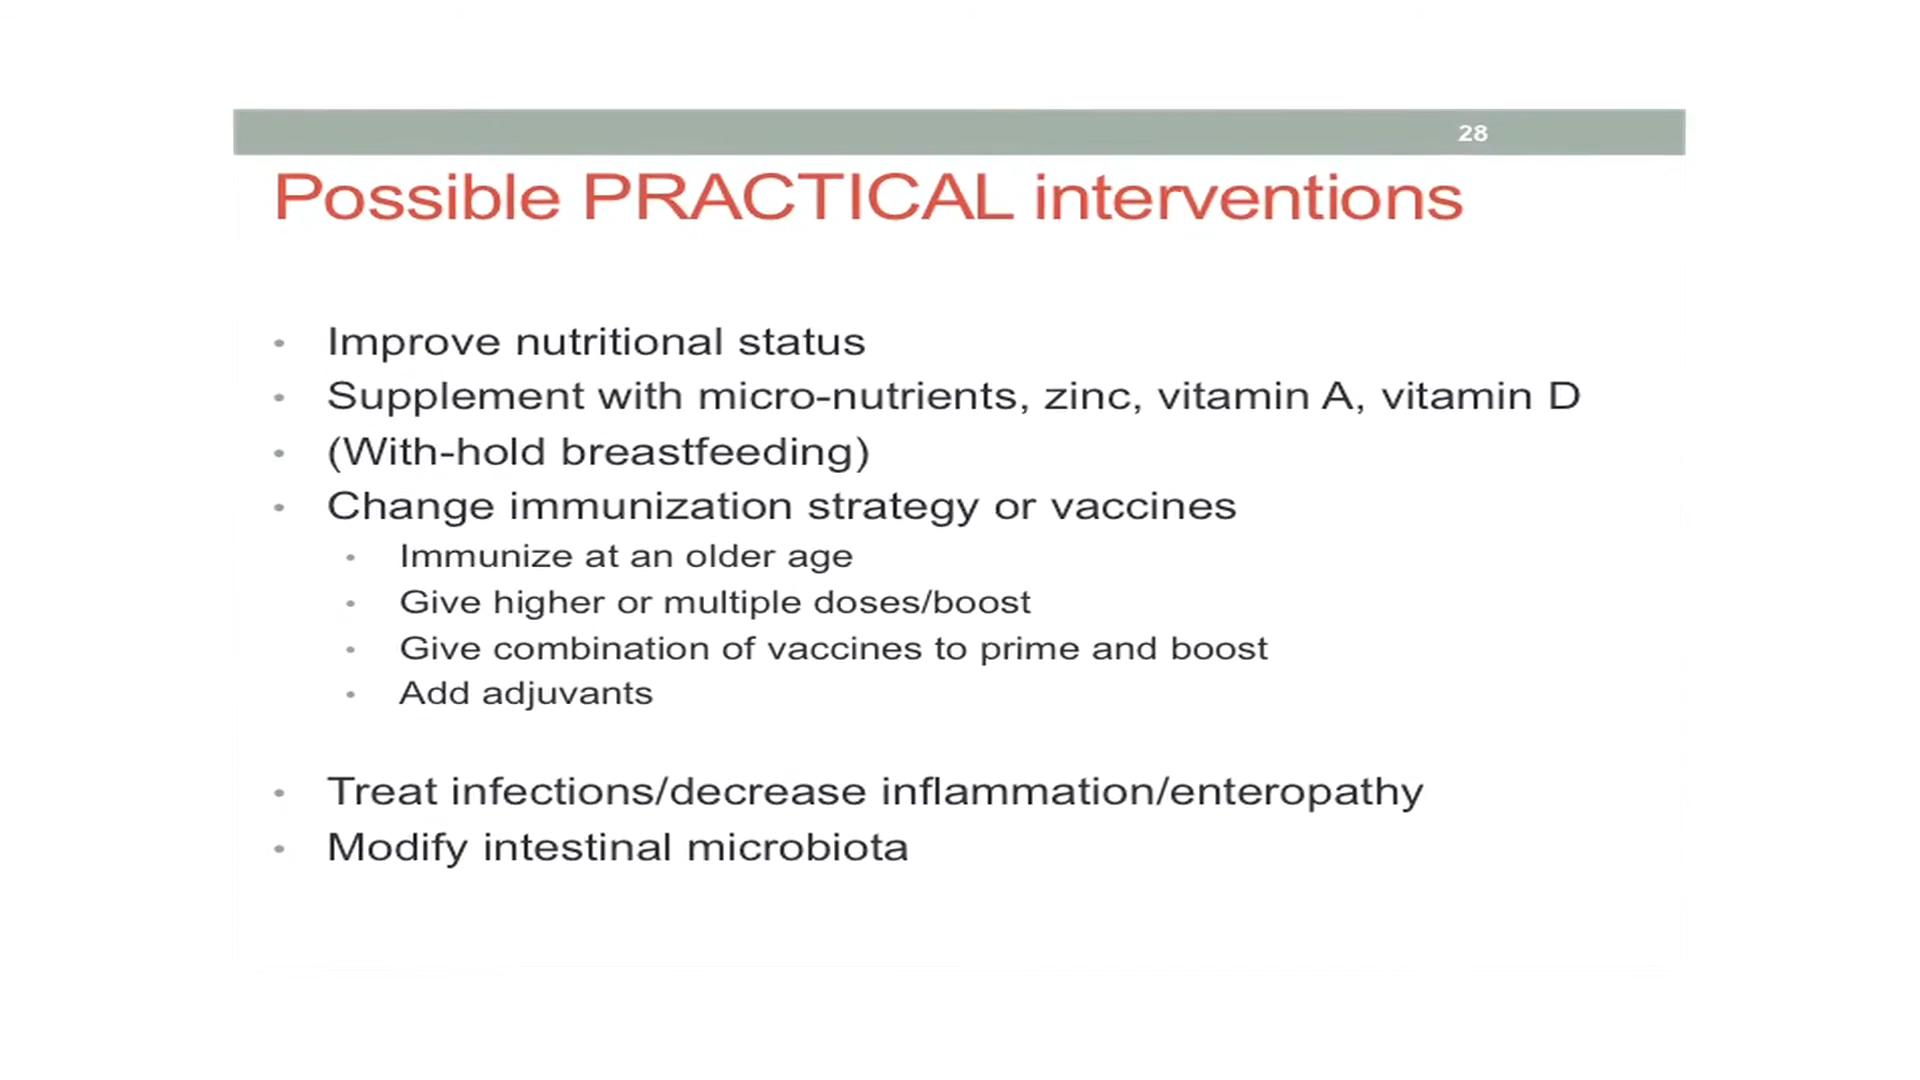 28
Possible PRACTICAL interventions
• Improve nutritional status
• Supplement with micro-nutrients, zinc, vitamin A, vitamin D
• (With-hold breastfeeding)
• Change immunization strategy or vaccines
• Immunize at an older age
• Give higher or multiple doses/boost
• Give combination of vaccines to prime and boost
• Add adjuvants
• Treat infections/decrease inflammation/enteropathy
• Modify intestinal microbiota